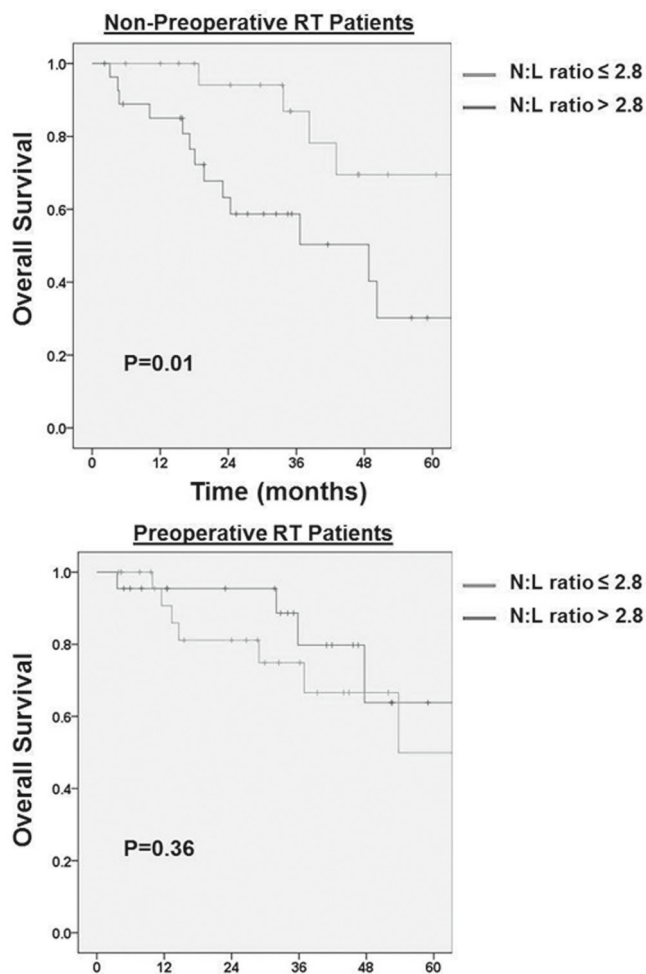 Non-Preoperative RT Patients
1.0
0.8
0.6
0.4
0.2
0.0
Overall Survival
P=0.01
0 12 24 36 48 60
Time (months)
N:L ratio ≤ 2.8
N:L ratio > 2.8
Preoperative RT Patients
1.0
0.8
0.6
0.4
0.2
0.0
Overall Survival
P=0.36
0 12 24 36 48 60
N:L ratio ≤ 2.8
N:L ratio > 2.8